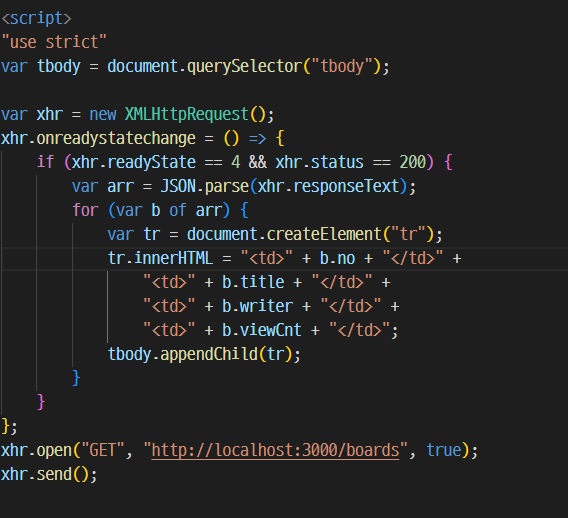 <script>
"use strict"
var tbody = document.querySelector("tbody");
var xhr = new XMLHttpRequest();
xhr.onreadystatechange = () => {
if (xhr.readyState == 4 && xhr.status == 200) {
var arr = JSON.parse(xhr.responseText);
for (var b of arr) {
var tr = document.createElement("tr");
tr.innerHTML = "<td>" + b.no + "</td>" +
"<td>" + b.title + "</td>" +
"<td>" + b.writer + "</td>" +
"<td>" + b.viewCnt + "</td>";
tbody.appendChild(tr);
}
}
};
xhr.open("GET", "http://localhost:3000/boards", true);
xhr.send();